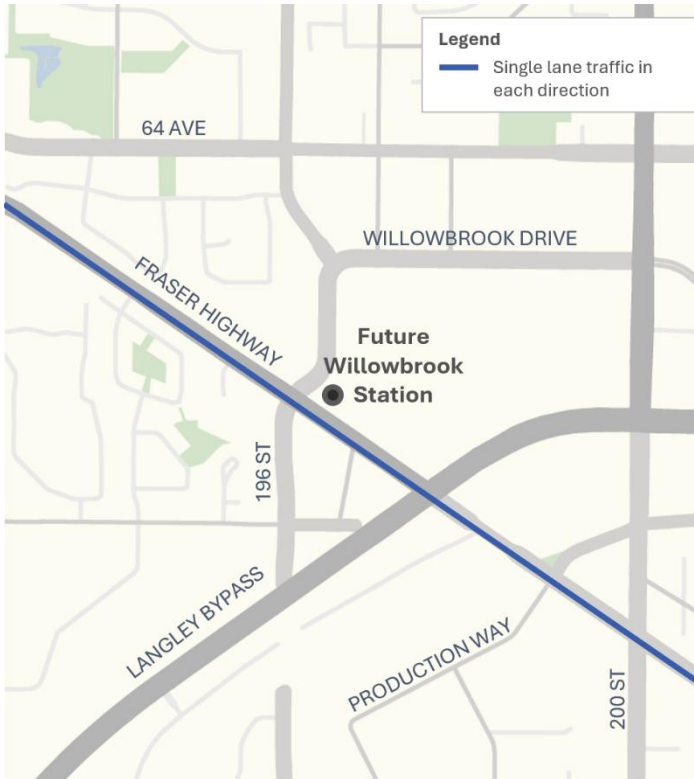 Legend
Single lane traffic in
each direction
64 AVE
WILLOWBROOK DRIVE
FRASER HIGHWAY
Future
Willowbrook
Station
196 ST
LANGLEY BYPASS
PRODUCTION WAY
200 ST